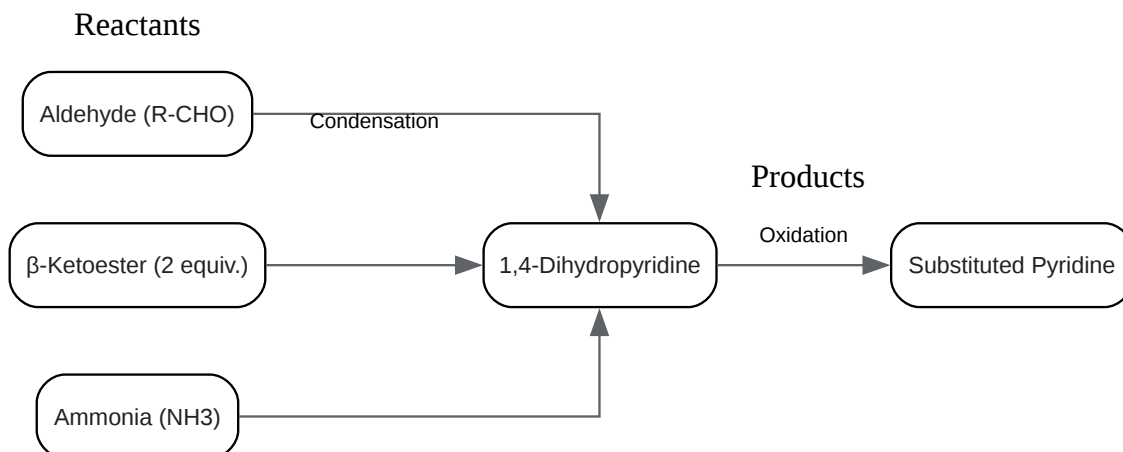 Reactants
Aldehyde (R-CHO)
Condensation
Products
β-Ketoester (2 equiv.)
1,4-Dihydropyridine
Oxidation
Substituted Pyridine
Ammonia (NH3)